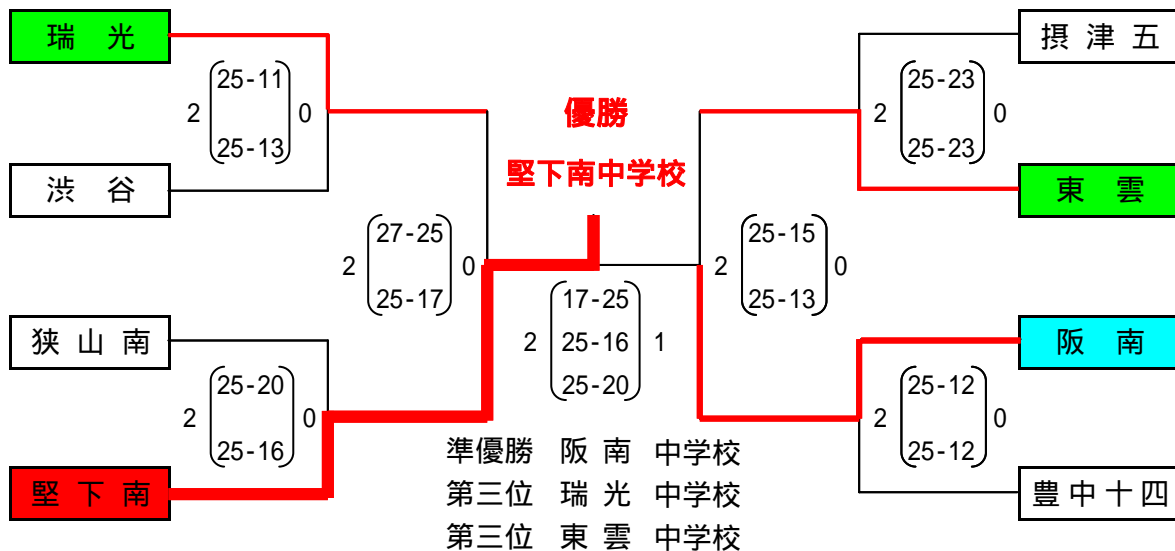 瑞 光
摂 津 五
2 25-11 0
25-13
優勝
2 25-23 0
25-23
渋 谷
堅下南中学校
東 雲
2 27-25 0
25-17
2 25-15 0
25-13
狭 山 南
2 17-25 1
25-16
25-20
阪 南
2 25-20 0
25-16
2 25-12 0
25-12
堅 下 南
豊 中 十 四
準優勝 阪 南 中学校
第三位 瑞 光 中学校
第三位 東 雲 中学校